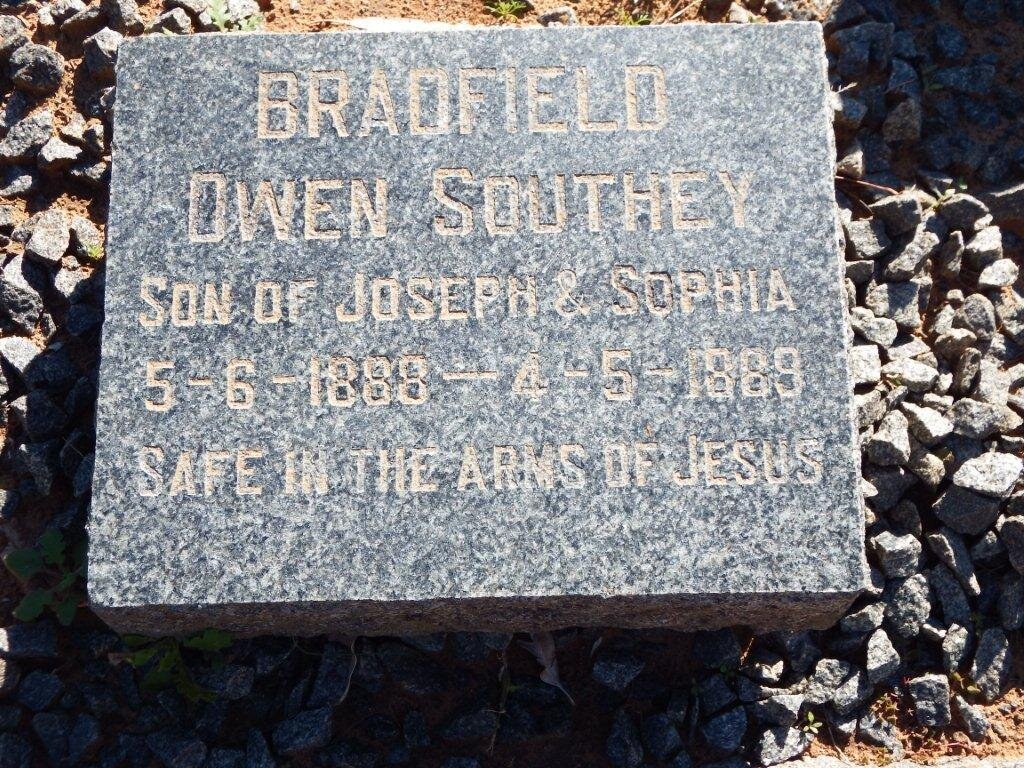 BRADFIELD
OWEN SOUTHEY
SON OF JOSEPH & SOPHIA
5-6-1888 — 4-5-1889
SAFE IN THE ARMS OF JESUS